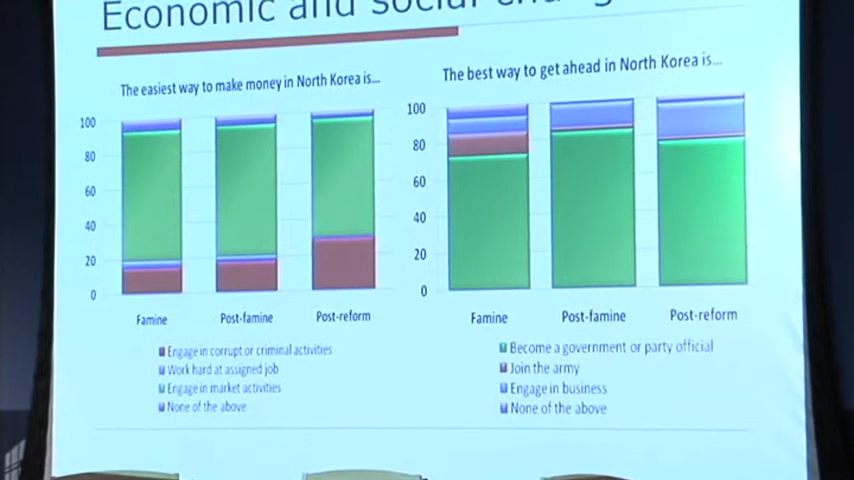 Economic and social chang
The easiest way to make money in North Korea is...
100
80
60
40
20
0
Famine
Post-famine
Post-reform
Engage in corrupt or criminal activities
Work hard at assigned job
Engage in market activities
None of the above
The best way to get ahead in North Korea is...
100
80
60
40
20
0
Famine
Post-famine
Post-reform
Become a government or party official
Join the army
Engage in business
None of the above